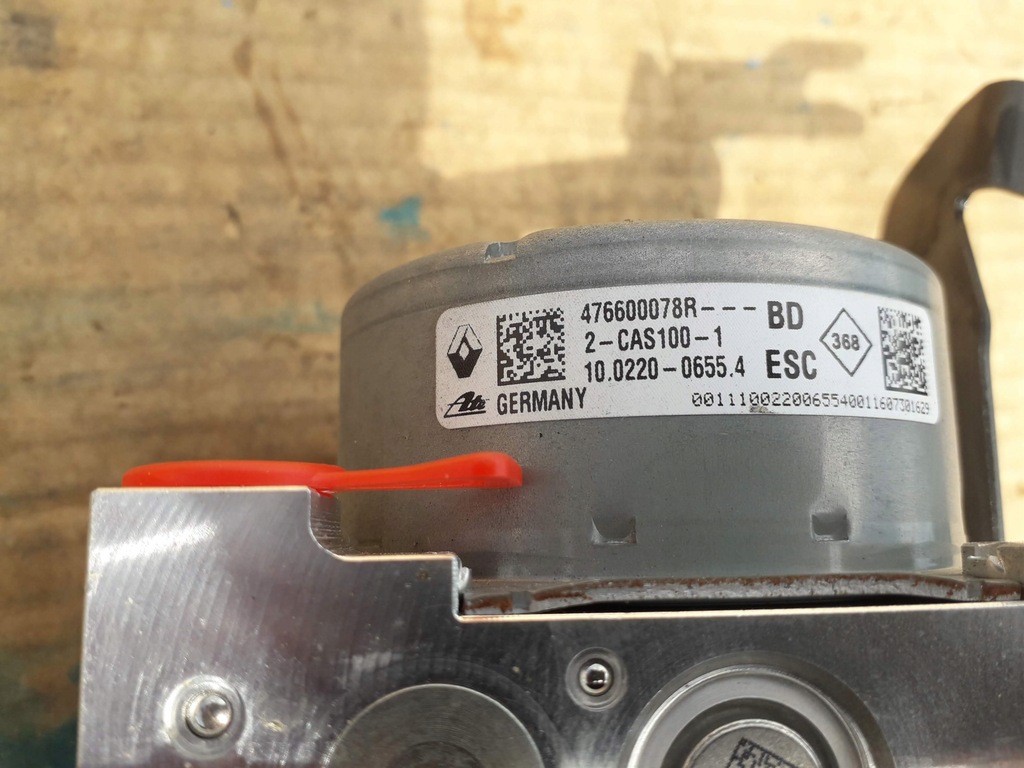 476600078R--- BD
2-CAS100-1
368
10.0220-0655.4 ESC
Ate GERMANY
0011100220065540011607301629